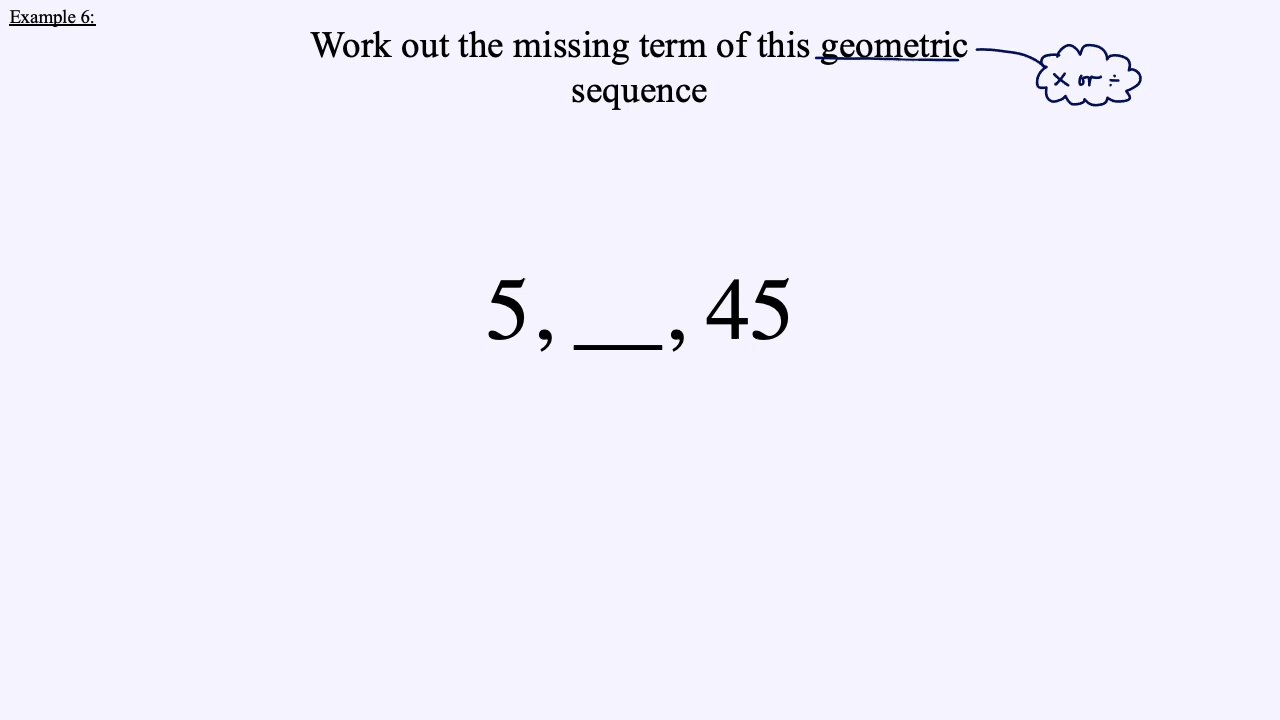 Example 6:
Work out the missing term of this geometric
sequence
× or ÷
5, __, 45